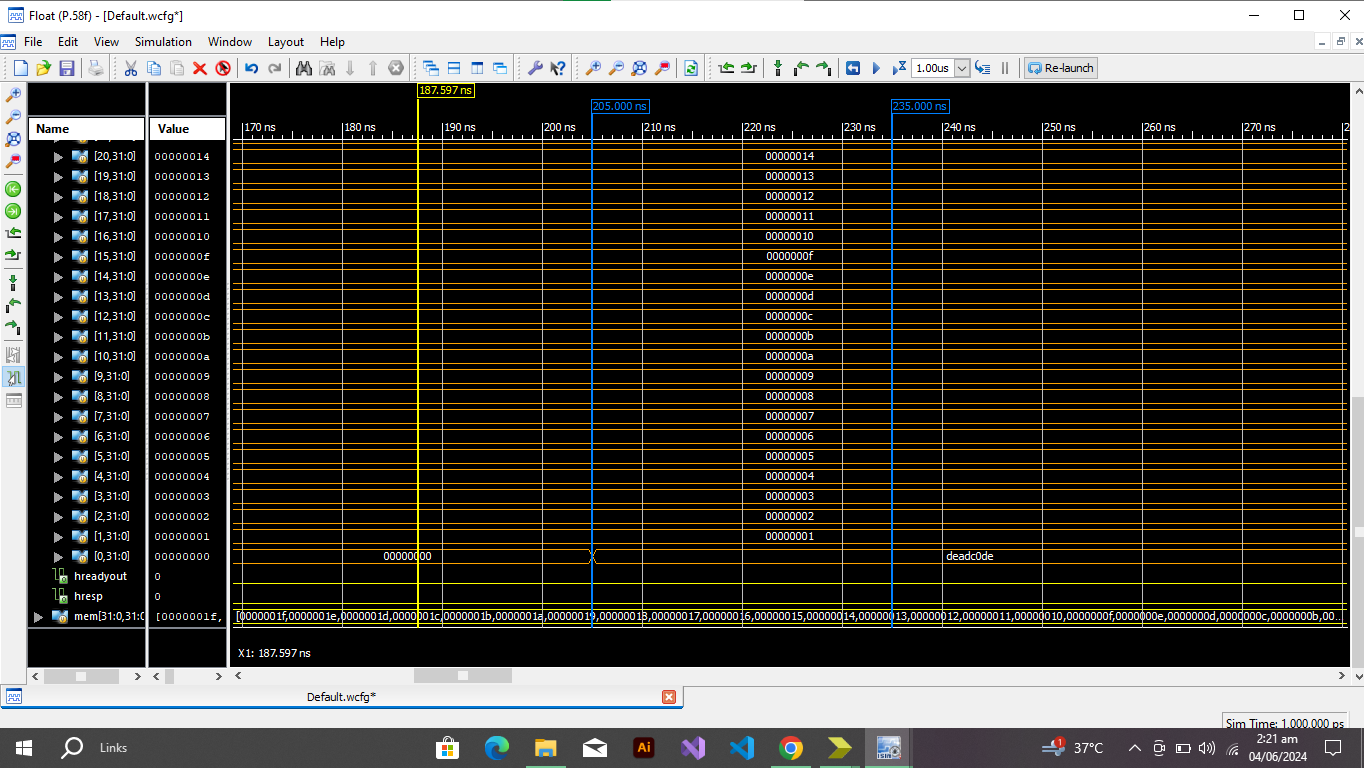 Float (P.58f) - [Default.wcfg*]
File Edit View Simulation Window Layout Help
1.00us Re-launch
187.597 ns
205.000 ns 235.000 ns
Name Value 170 ns 180 ns 190 ns 200 ns 210 ns 220 ns 230 ns 240 ns 250 ns 260 ns 270 ns
[20,31:0] 00000014 00000014
[19,31:0] 00000013 00000013
[18,31:0] 00000012 00000012
[17,31:0] 00000011 00000011
[16,31:0] 00000010 00000010
[15,31:0] 0000000f 0000000f
[14,31:0] 0000000e 0000000e
[13,31:0] 0000000d 0000000d
[12,31:0] 0000000c 0000000c
[11,31:0] 0000000b 0000000b
[10,31:0] 0000000a 0000000a
[9,31:0] 00000009 00000009
[8,31:0] 00000008 00000008
[7,31:0] 00000007 00000007
[6,31:0] 00000006 00000006
[5,31:0] 00000005 00000005
[4,31:0] 00000004 00000004
[3,31:0] 00000003 00000003
[2,31:0] 00000002 00000002
[1,31:0] 00000001 00000001
[0,31:0] 00000000 00000000 deadc0de
hreadyout 0
hresp 0
mem[31:0,31:0 [0000001f, [0000001f,0000001e,0000001d,0000001c,0000001b,0000001a,00000019,00000018,00000017,00000016,00000015,00000014,00000013,00000012,00000011,00000010,0000000f,0000000e,0000000d,0000000c,0000000b,00...
X1: 187.597 ns
Default.wcfg*
Sim Time: 1,000,000 ps
Links Ai ISIM 1 37°C 2:21 am
04/06/2024